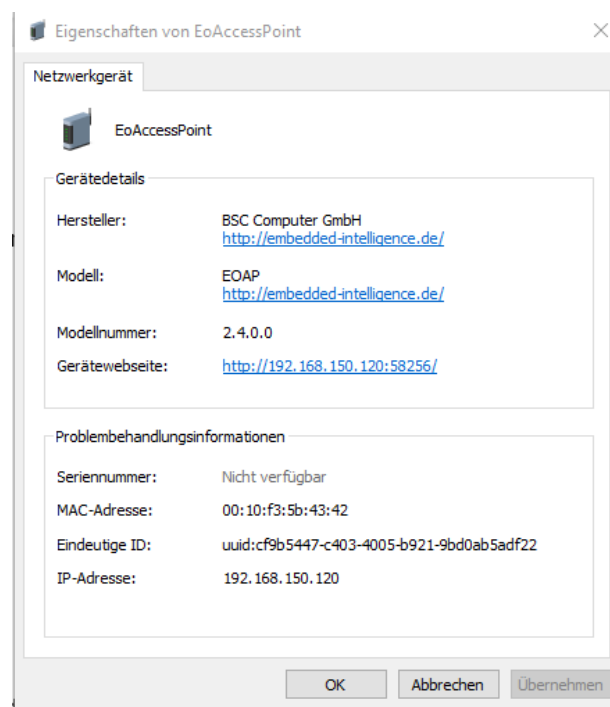 Eigenschaften von EoAccessPoint
Netzwerkgerät
EoAccessPoint
Gerätedetails
Hersteller: BSC Computer GmbH
http://embedded-intelligence.de/
Modell: EOAP
http://embedded-intelligence.de/
Modellnummer: 2.4.0.0
Gerätewebseite: http://192.168.150.120:58256/
Problembehandlungsinformationen
Seriennummer: Nicht verfügbar
MAC-Adresse: 00:10:f3:5b:43:42
Eindeutige ID: uuid:cf9b5447-c403-4005-b921-9bd0ab5adf22
IP-Adresse: 192.168.150.120
OK Abbrechen Übernehmen